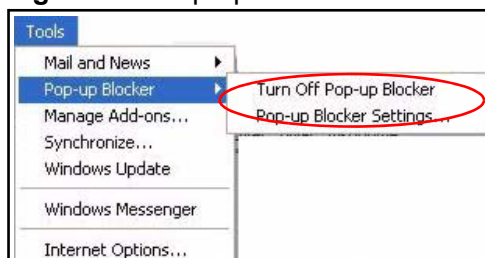 Tools
Mail and News
Pop-up Blocker
Turn Off Pop-up Blocker
Manage Add-ons...
Pop-up Blocker Settings...
Synchronize...
Windows Update
Windows Messenger
Internet Options...